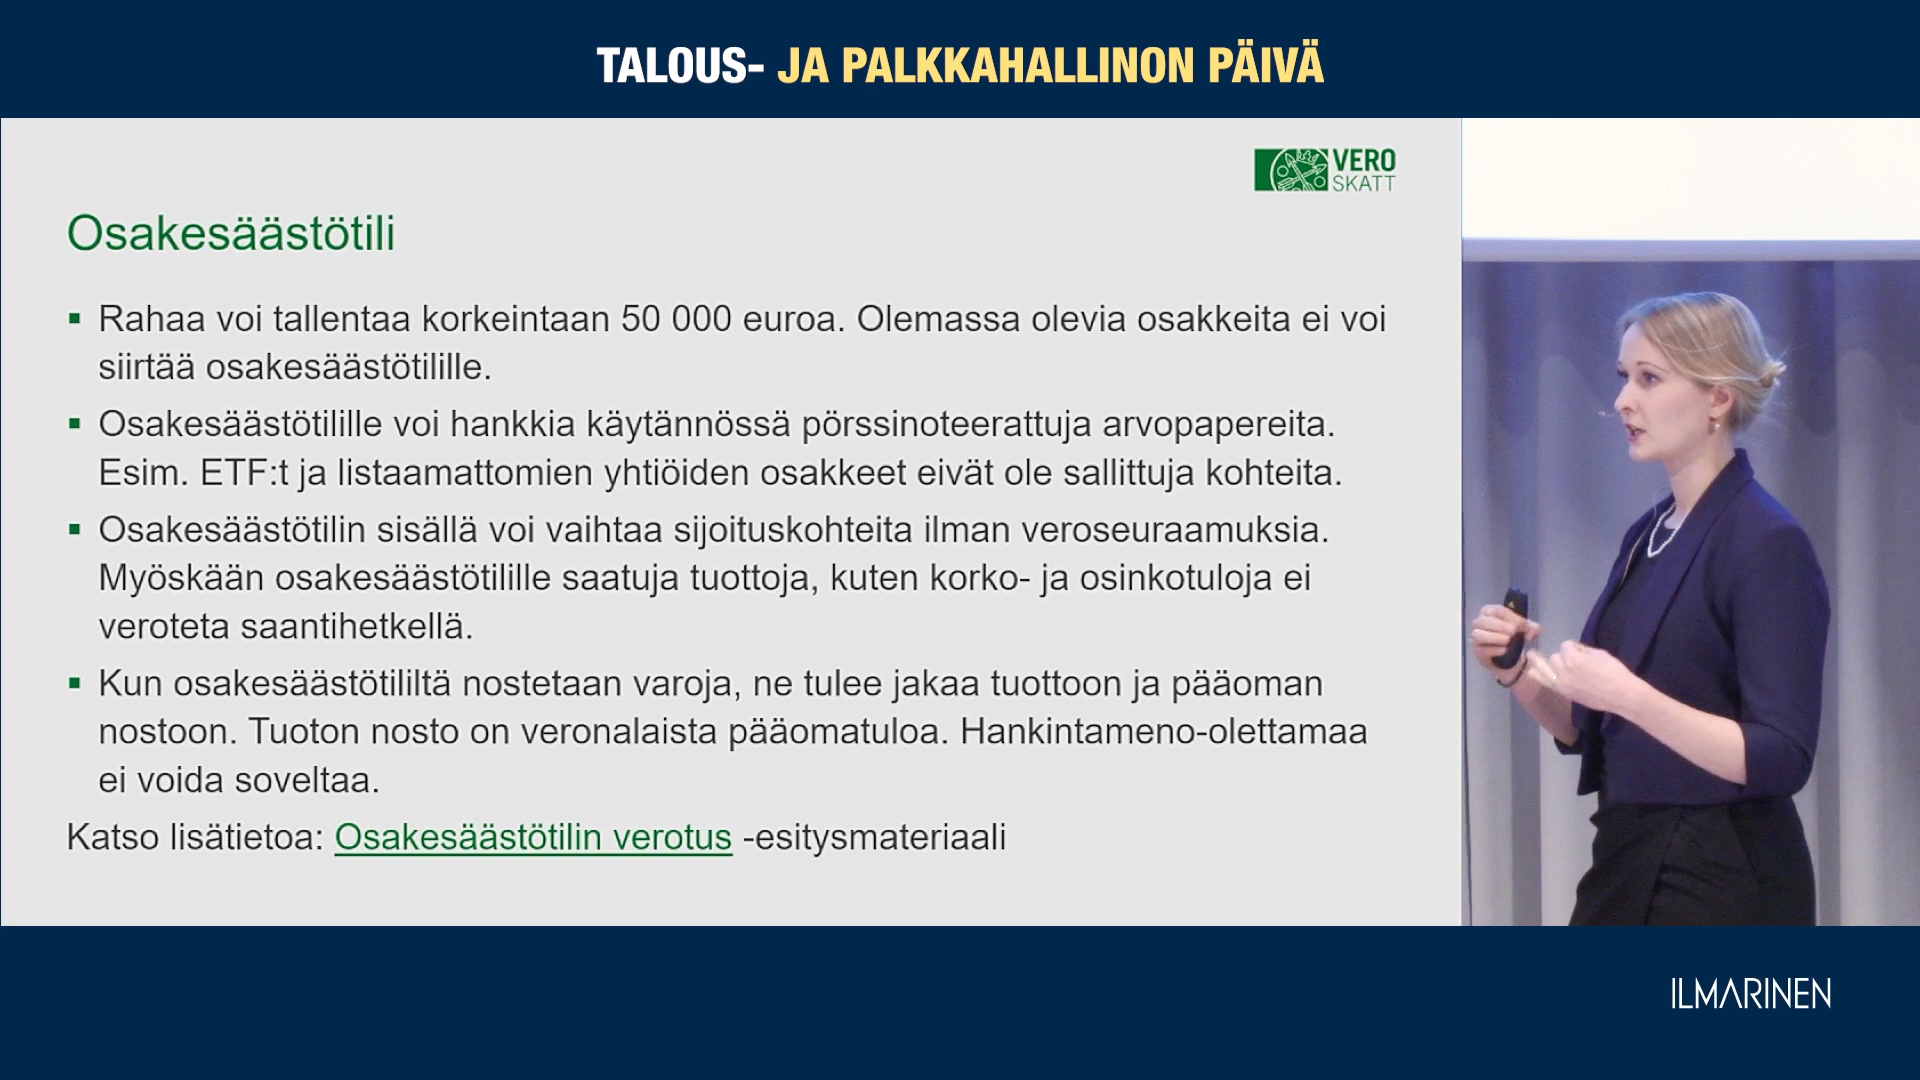 TALOUS- JA PALKKAHALLINON PÄIVÄ
VERO
SKATT
Osakesäästötili
▪ Rahaa voi tallentaa korkeintaan 50 000 euroa. Olemassa olevia osakkeita ei voi
siirtää osakesäästötilille.
▪ Osakesäästötilille voi hankkia käytännössä pörssinoteerattuja arvopapereita.
Esim. ETF:t ja listaamattomien yhtiöiden osakkeet eivät ole sallittuja kohteita.
▪ Osakesäästötilin sisällä voi vaihtaa sijoituskohteita ilman veroseuraamuksia.
Myöskään osakesäästötilille saatuja tuottoja, kuten korko- ja osinkotuloja ei
veroteta saantihetkellä.
▪ Kun osakesäästötililtä nostetaan varoja, ne tulee jakaa tuottoon ja pääoman
nostoon. Tuoton nosto on veronalaista pääomatuloa. Hankintameno-olettamaa
ei voida soveltaa.
Katso lisätietoa: Osakesäästötilin verotus -esitysmateriaali
ILMARINEN